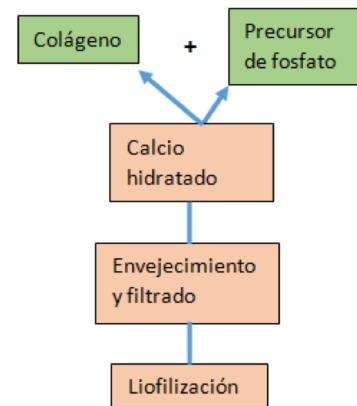 Colágeno
+
Precursor
de fosfato
Calcio
hidratado
Envejecimiento
y filtrado
Liofilización